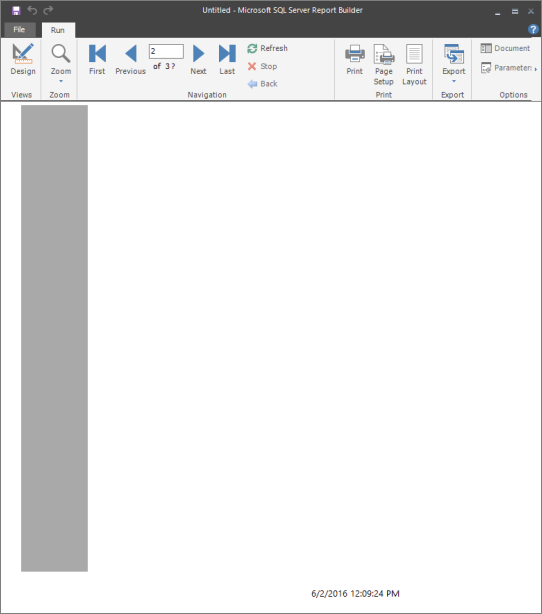 Untitled - Microsoft SQL Server Report Builder
File Run
Design
Zoom
First Previous 2 of 3 ? Next Last
Refresh
Stop
Back
Print Page Setup Print Layout
Export
Document
Parameters
Views Zoom Navigation Print Export Options
6/2/2016 12:09:24 PM